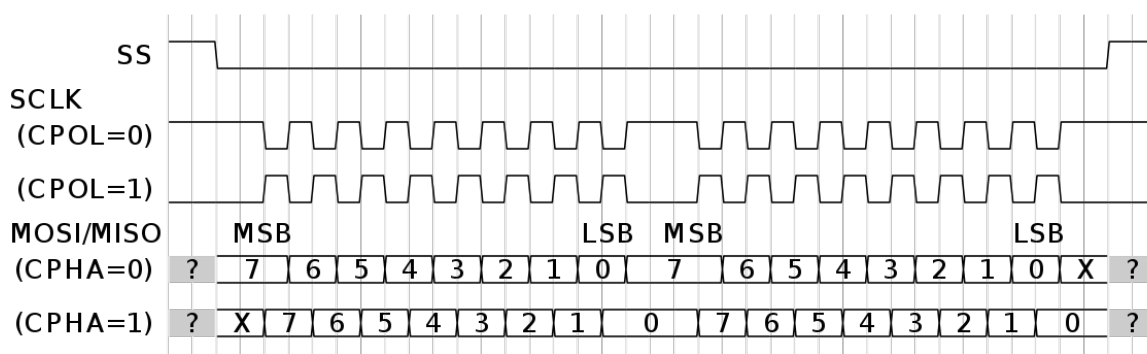 SS
SCLK
(CPOL=0)
(CPOL=1)
MOSI/MISO MSB LSB MSB LSB
(CPHA=0) ? 7 6 5 4 3 2 1 0 7 6 5 4 3 2 1 0 X ?
(CPHA=1) ? X 7 6 5 4 3 2 1 0 7 6 5 4 3 2 1 0 ?